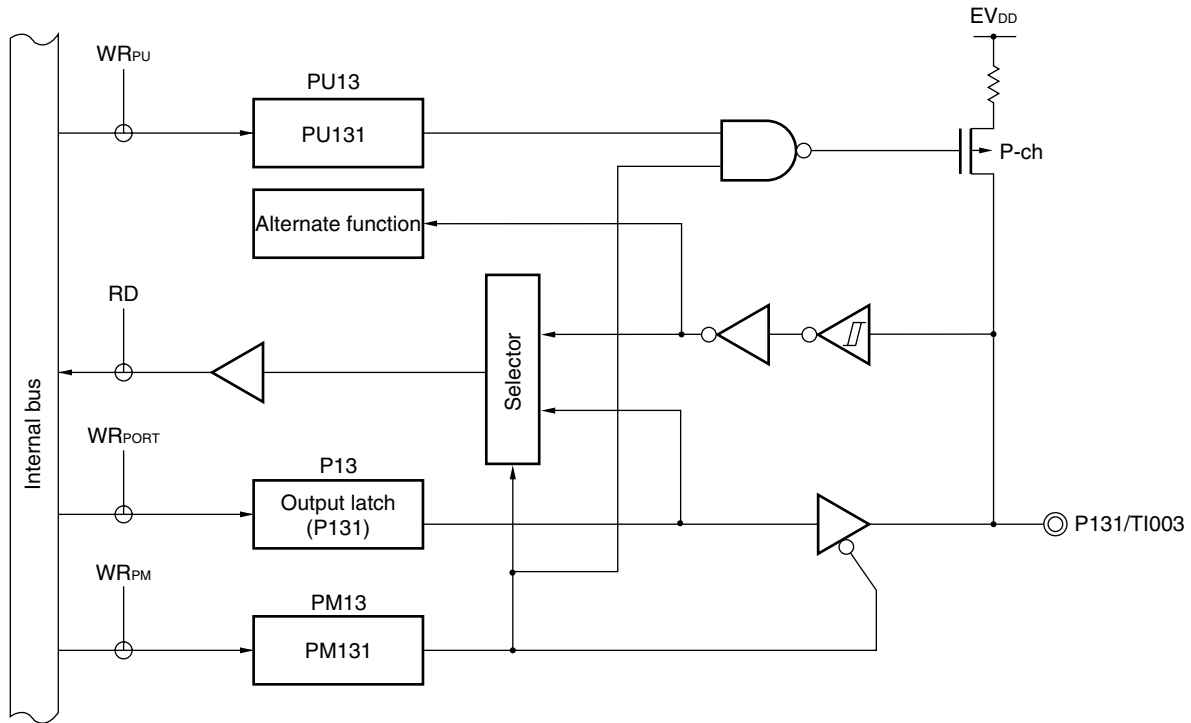 EVDD
WRPU
PU13
PU131
P-ch
Alternate function
RD
Selector
Internal bus
WRPORT
P13
Output latch
(P131)
P131/TI003
WRPM
PM13
PM131